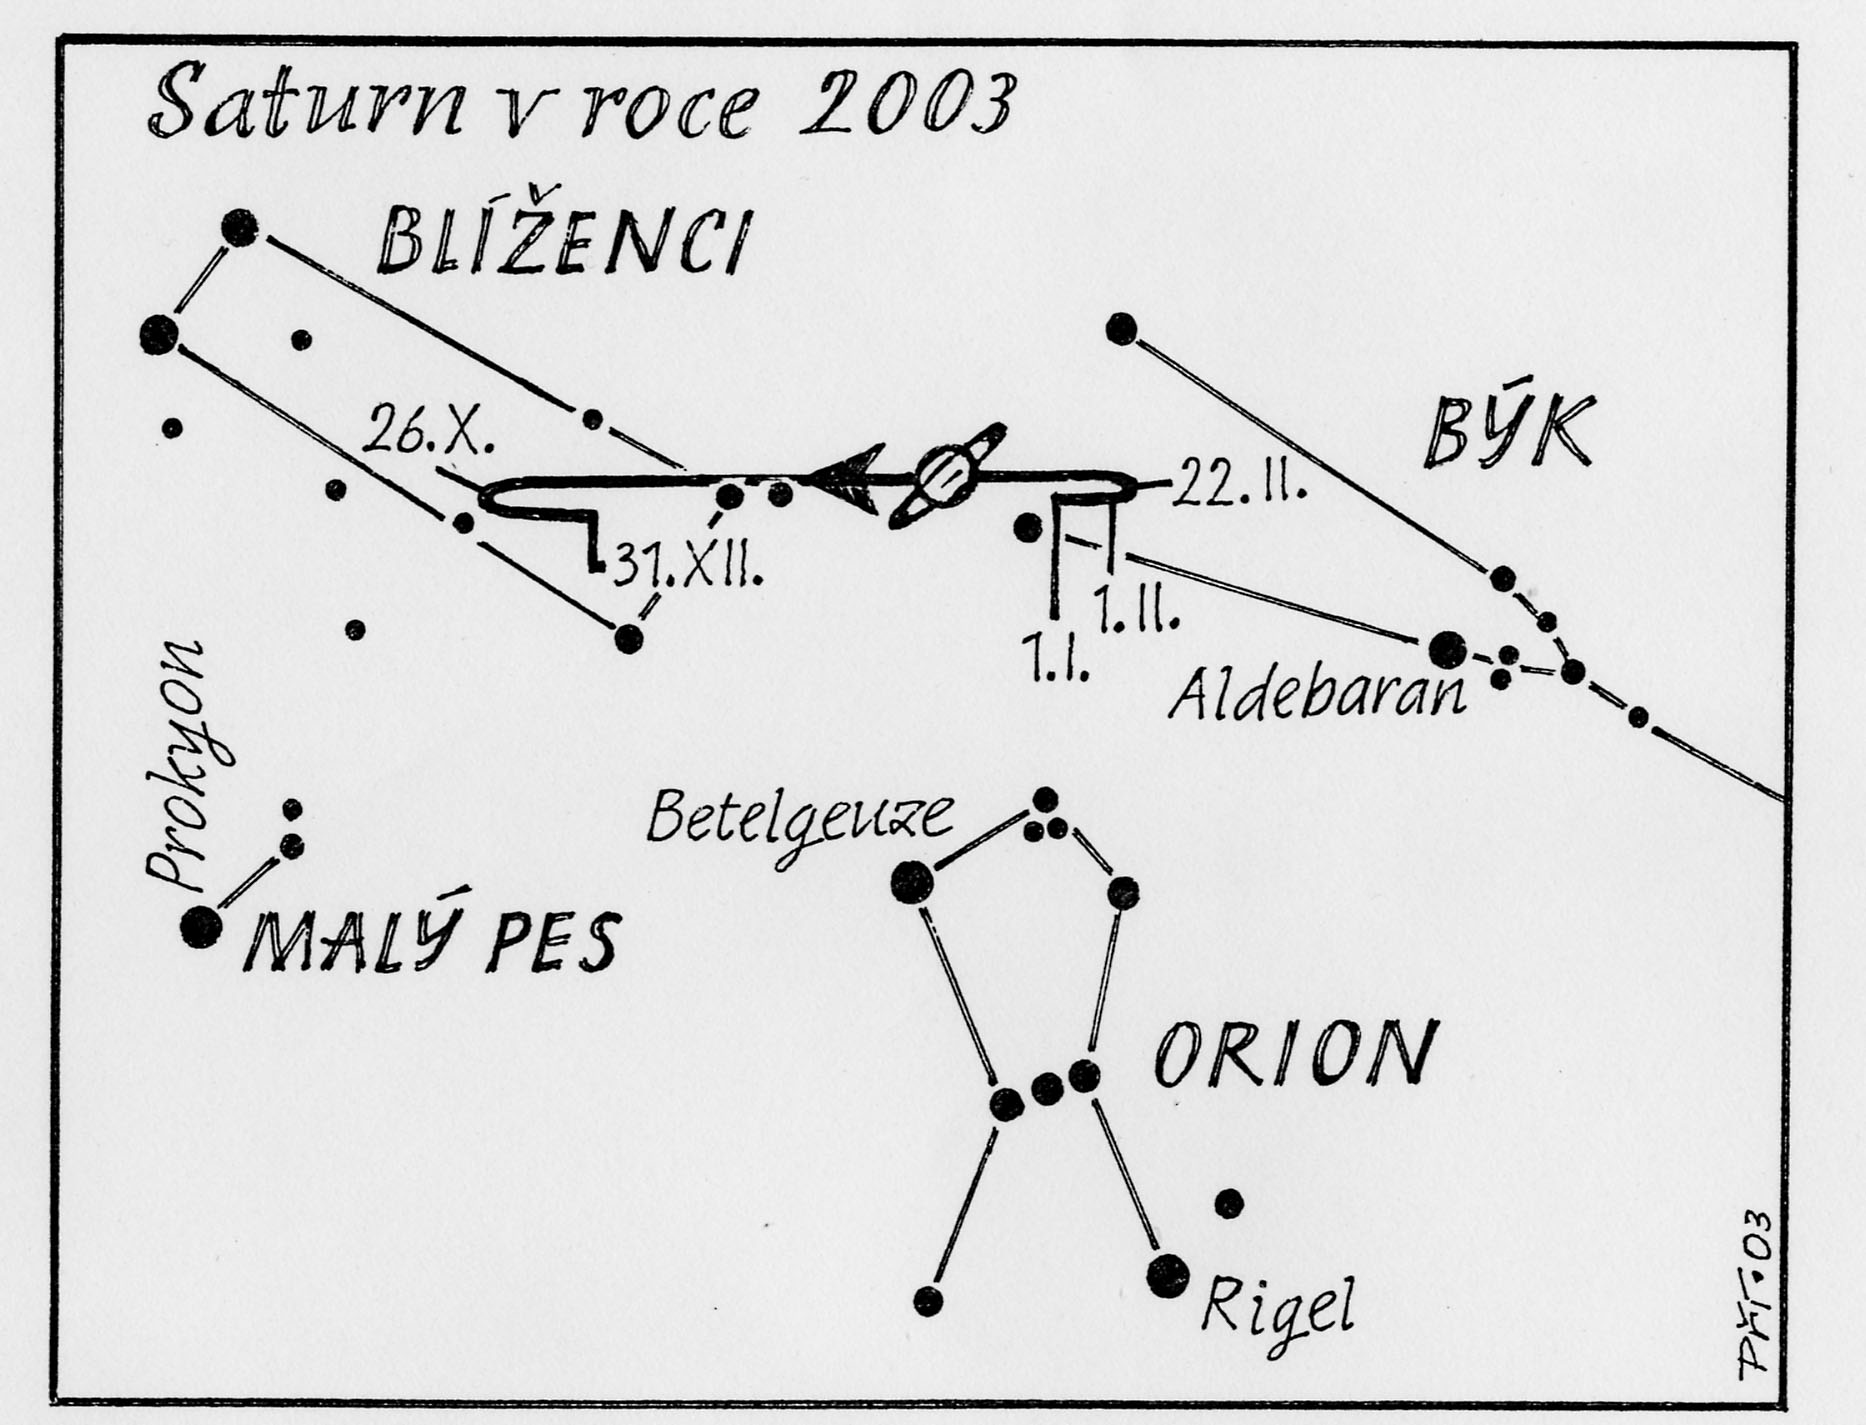 Saturn v roce 2003
BLÍŽENCI
BÝK
26.X.
22.II.
31.XII.
1.II.
1.I.
Aldebaran
Prokyon
Betelgeuze
MALÝ PES
ORION
Rigel
Pří.03